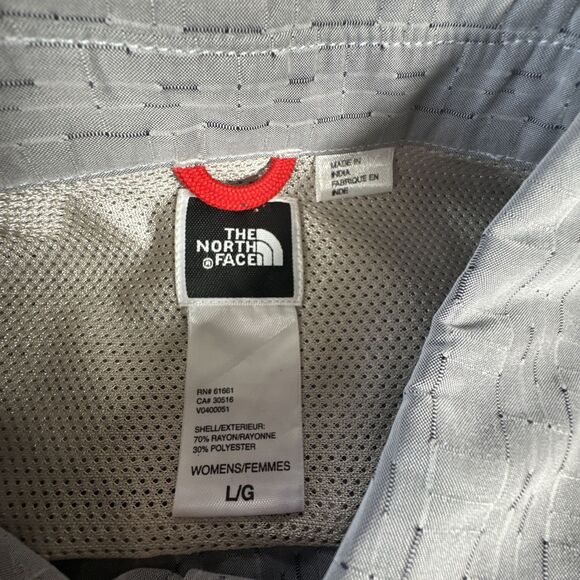 MADE IN
INDIA
FABRIQUE EN
INDE
THE
NORTH
FACE
RN# 61661
CA# 30516
V0400051
SHELL/EXTERIEUR:
70% RAYON/RAYONNE
30% POLYESTER
WOMENS/FEMMES
L/G